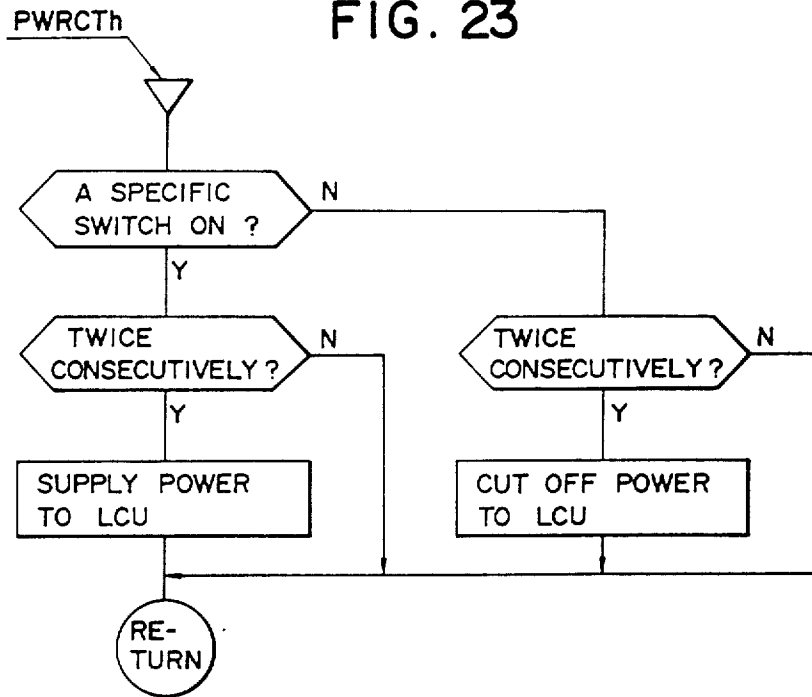 FIG. 23
PWRCTh
A SPECIFIC
SWITCH ON ?
N
Y
TWICE
CONSECUTIVELY ?
N
Y
TWICE
CONSECUTIVELY ?
N
Y
SUPPLY POWER
TO LCU
CUT OFF POWER
TO LCU
RE-
TURN